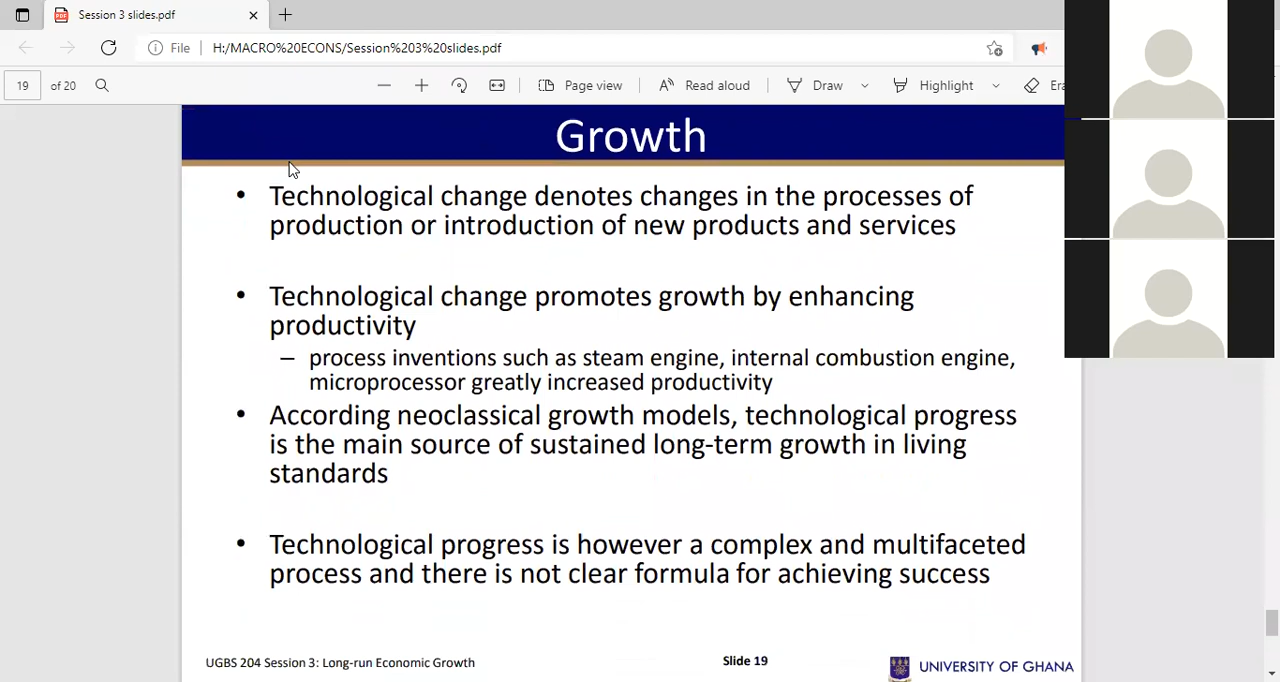 Session 3 slides.pdf
File H:/MACRO%20ECONS/Session%203%20slides.pdf
19 of 20 Page view Read aloud Draw Highlight Era
Growth
• Technological change denotes changes in the processes of
production or introduction of new products and services
• Technological change promotes growth by enhancing
productivity
– process inventions such as steam engine, internal combustion engine,
microprocessor greatly increased productivity
• According neoclassical growth models, technological progress
is the main source of sustained long-term growth in living
standards
• Technological progress is however a complex and multifaceted
process and there is not clear formula for achieving success
UGBS 204 Session 3: Long-run Economic Growth
Slide 19
UNIVERSITY OF GHANA